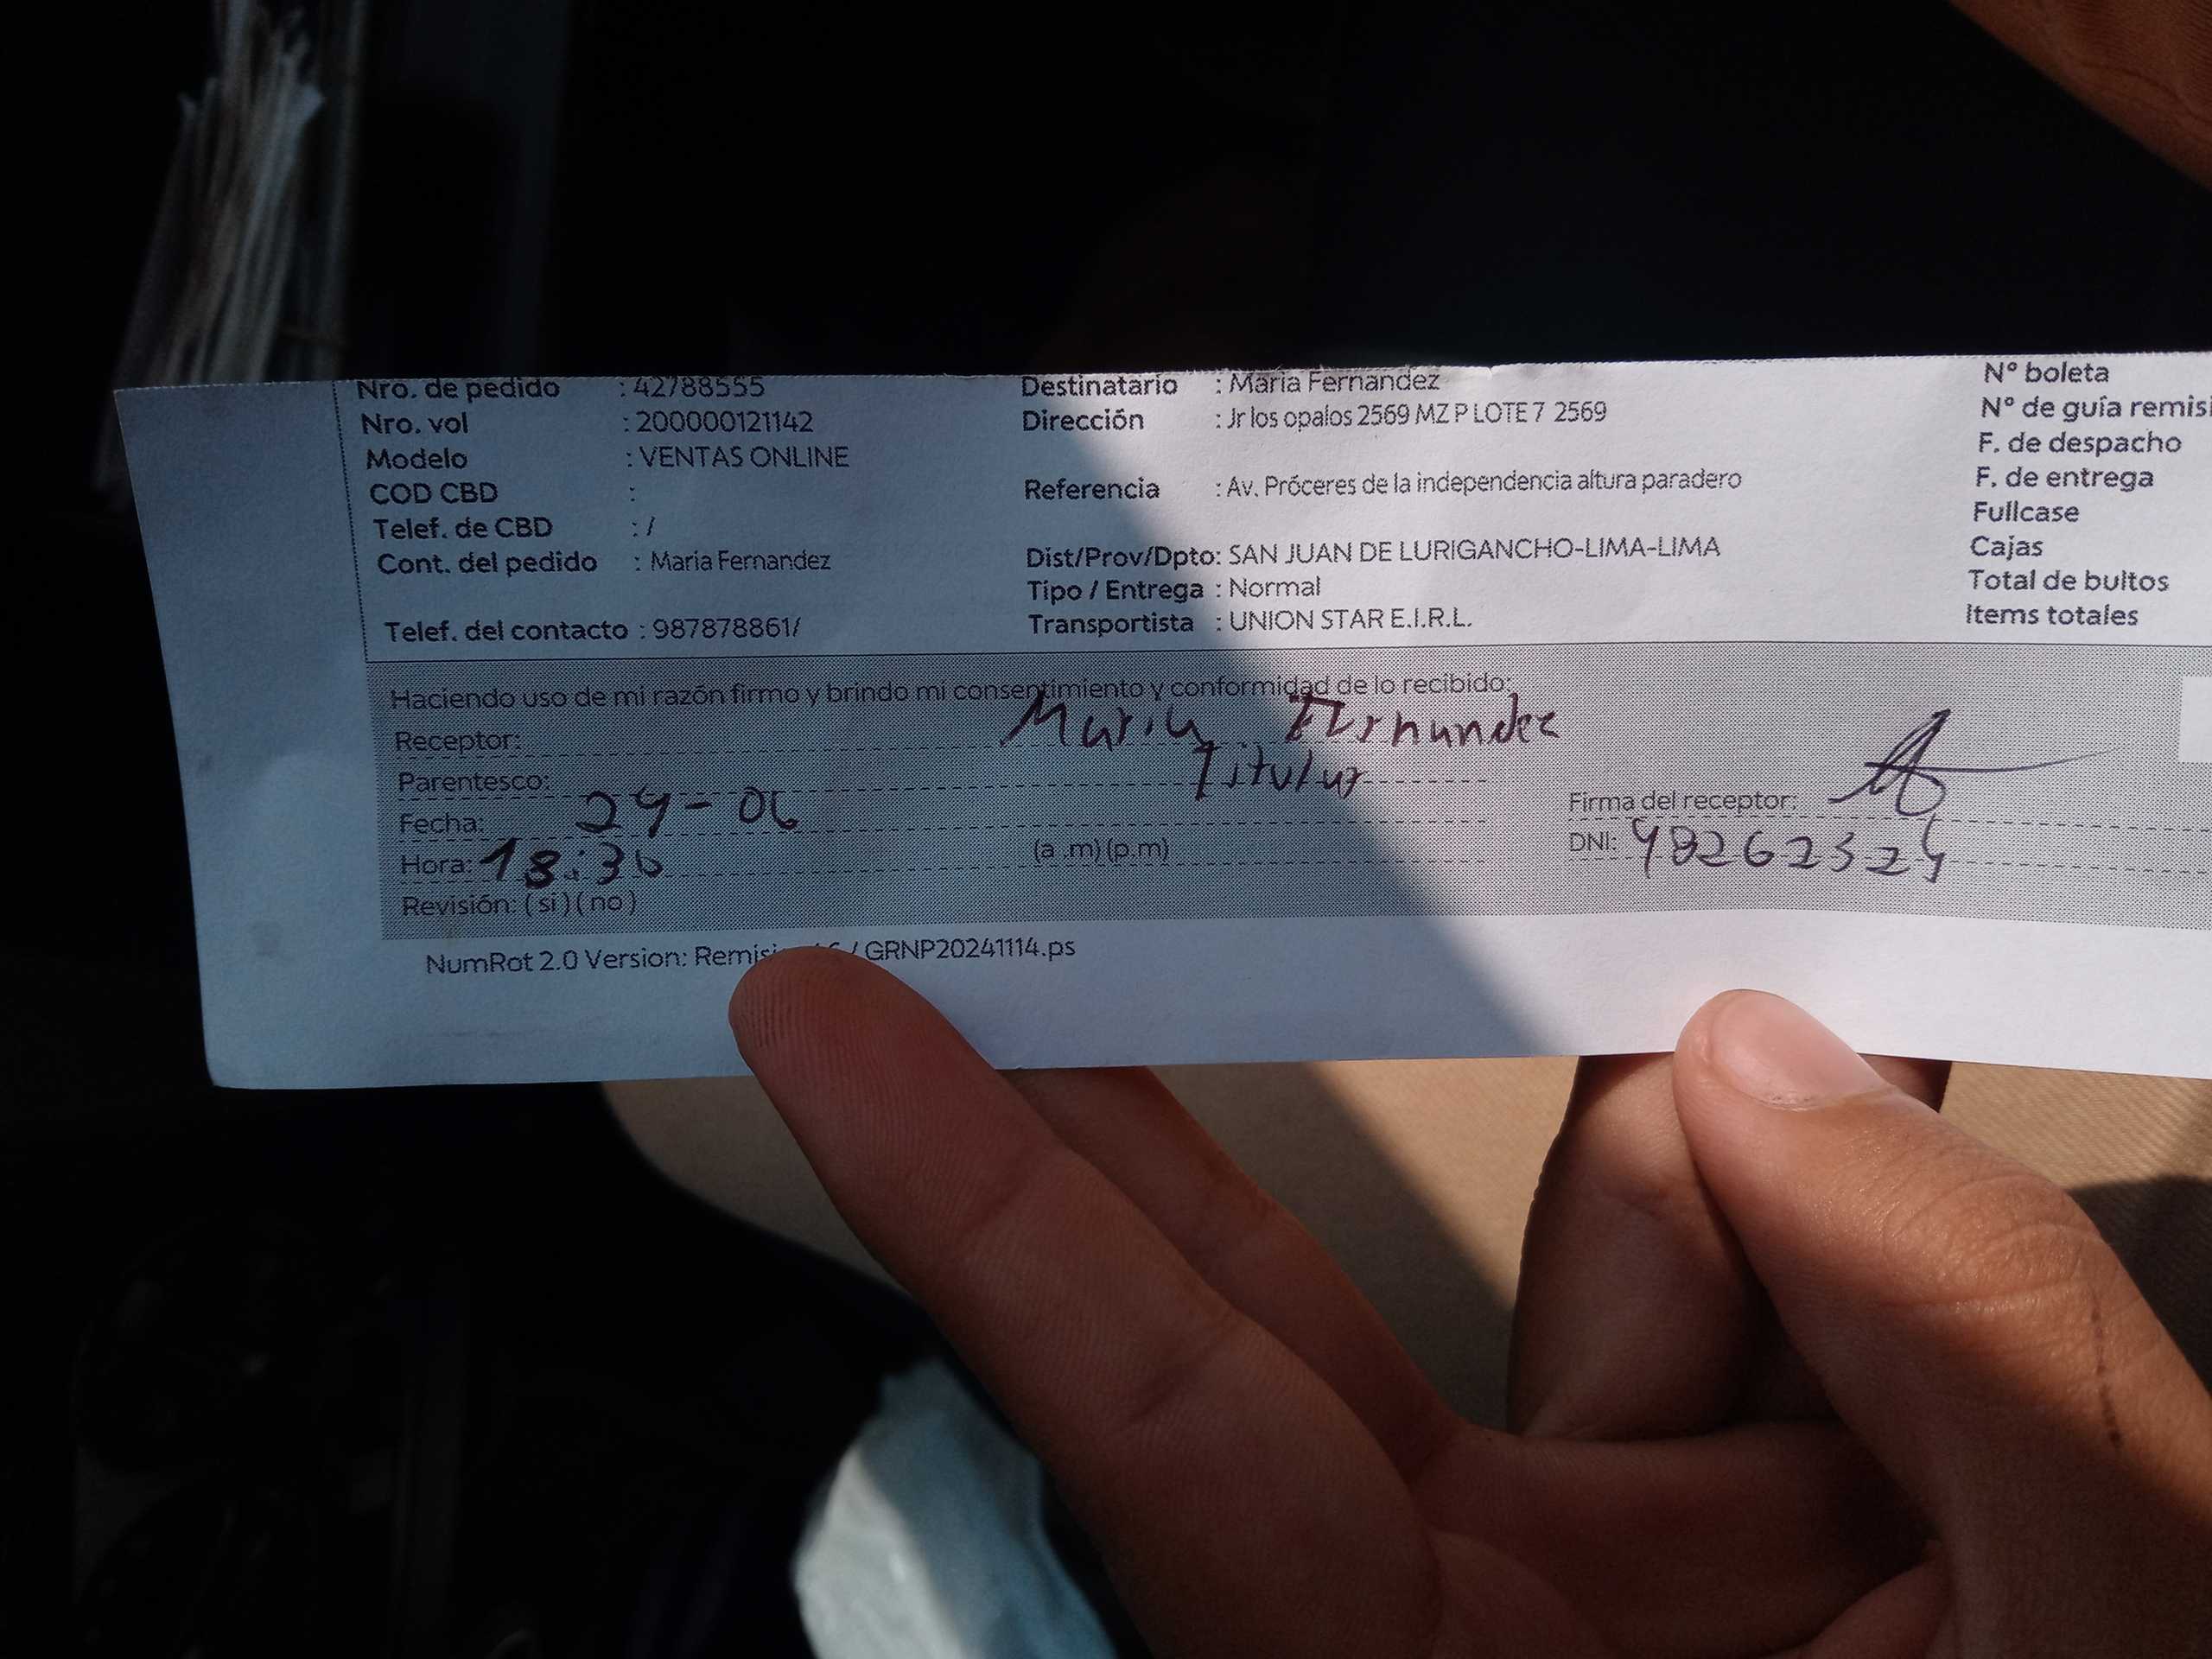 Nro. de pedido : 42788555
Nro. vol : 200000121142
Modelo : VENTAS ONLINE
COD CBD :
Telef. de CBD : /
Cont. del pedido : Maria Fernandez
Telef. del contacto : 987878861/
Destinatario : Maria Fernandez
Dirección : Jr los opalos 2569 MZ P LOTE 7 2569
Referencia : Av. Próceres de la independencia altura paradero
Dist/Prov/Dpto: SAN JUAN DE LURIGANCHO-LIMA-LIMA
Tipo / Entrega : Normal
Transportista : UNION STAR E.I.R.L.
N° boleta
N° de guía remisi
F. de despacho
F. de entrega
Fullcase
Cajas
Total de bultos
Items totales
Haciendo uso de mi razón firmo y brindo mi consentimiento y conformidad de lo recibido:
Receptor: Maria Fernandez
Parentesco: Titular
Fecha: 24-06
Hora: 18:30 (a .m) (p.m)
Revisión: ( si ) ( no )
Firma del receptor:
DNI:
NumRot 2.0 Version: / GRNP20241114.ps